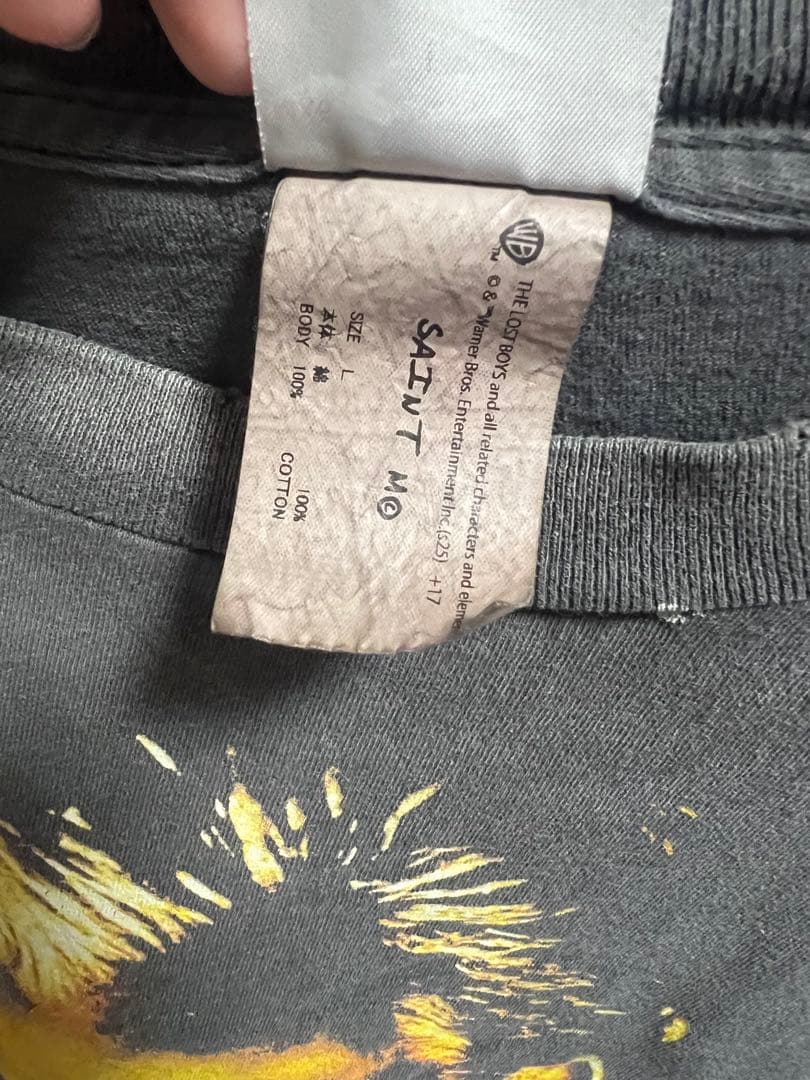 WB
THE LOST BOYS and all related characters and eleme
TM © & ™ Warner Bros. Entertainment Inc. (s25) +17
SAINT M©
SIZE L
本体 綿 100%
BODY 100% COTTON